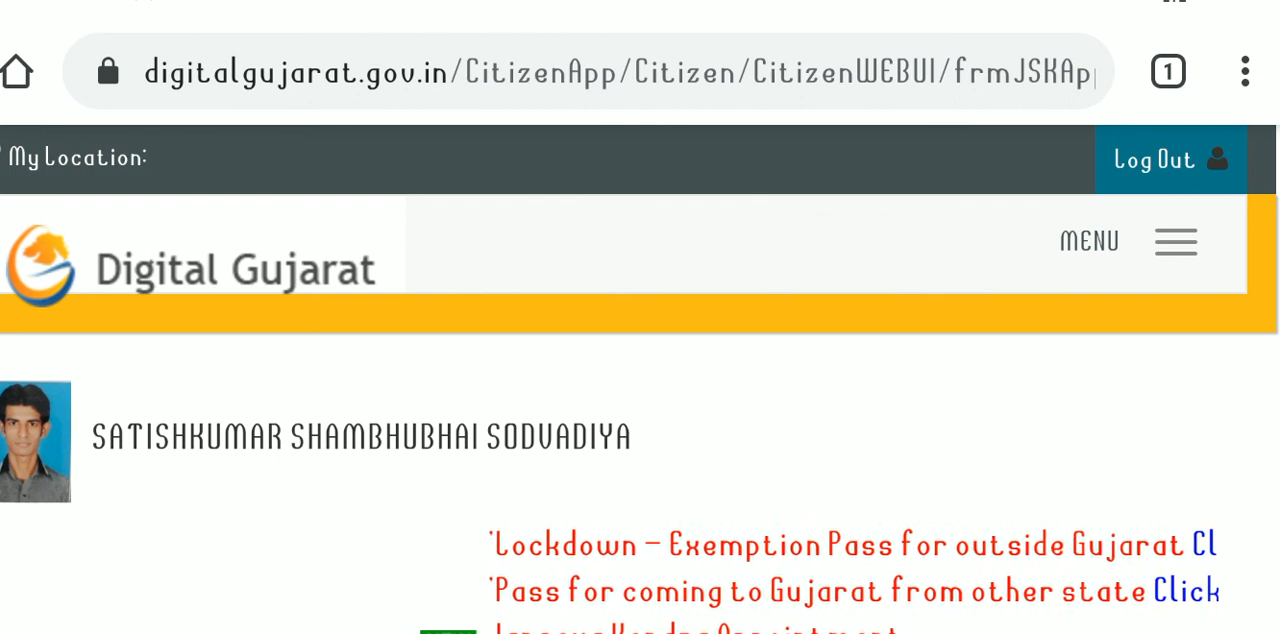 digitalgujarat.gov.in/CitizenApp/Citizen/CitizenWEBUI/frmJSKAp
1
My Location:
Log Out
MENU
Digital Gujarat
SATISHKUMAR SHAMBHUBHAI SODVADIYA
*Lockdown – Exemption Pass for outside Gujarat Cl
*Pass for coming to Gujarat from other state Click